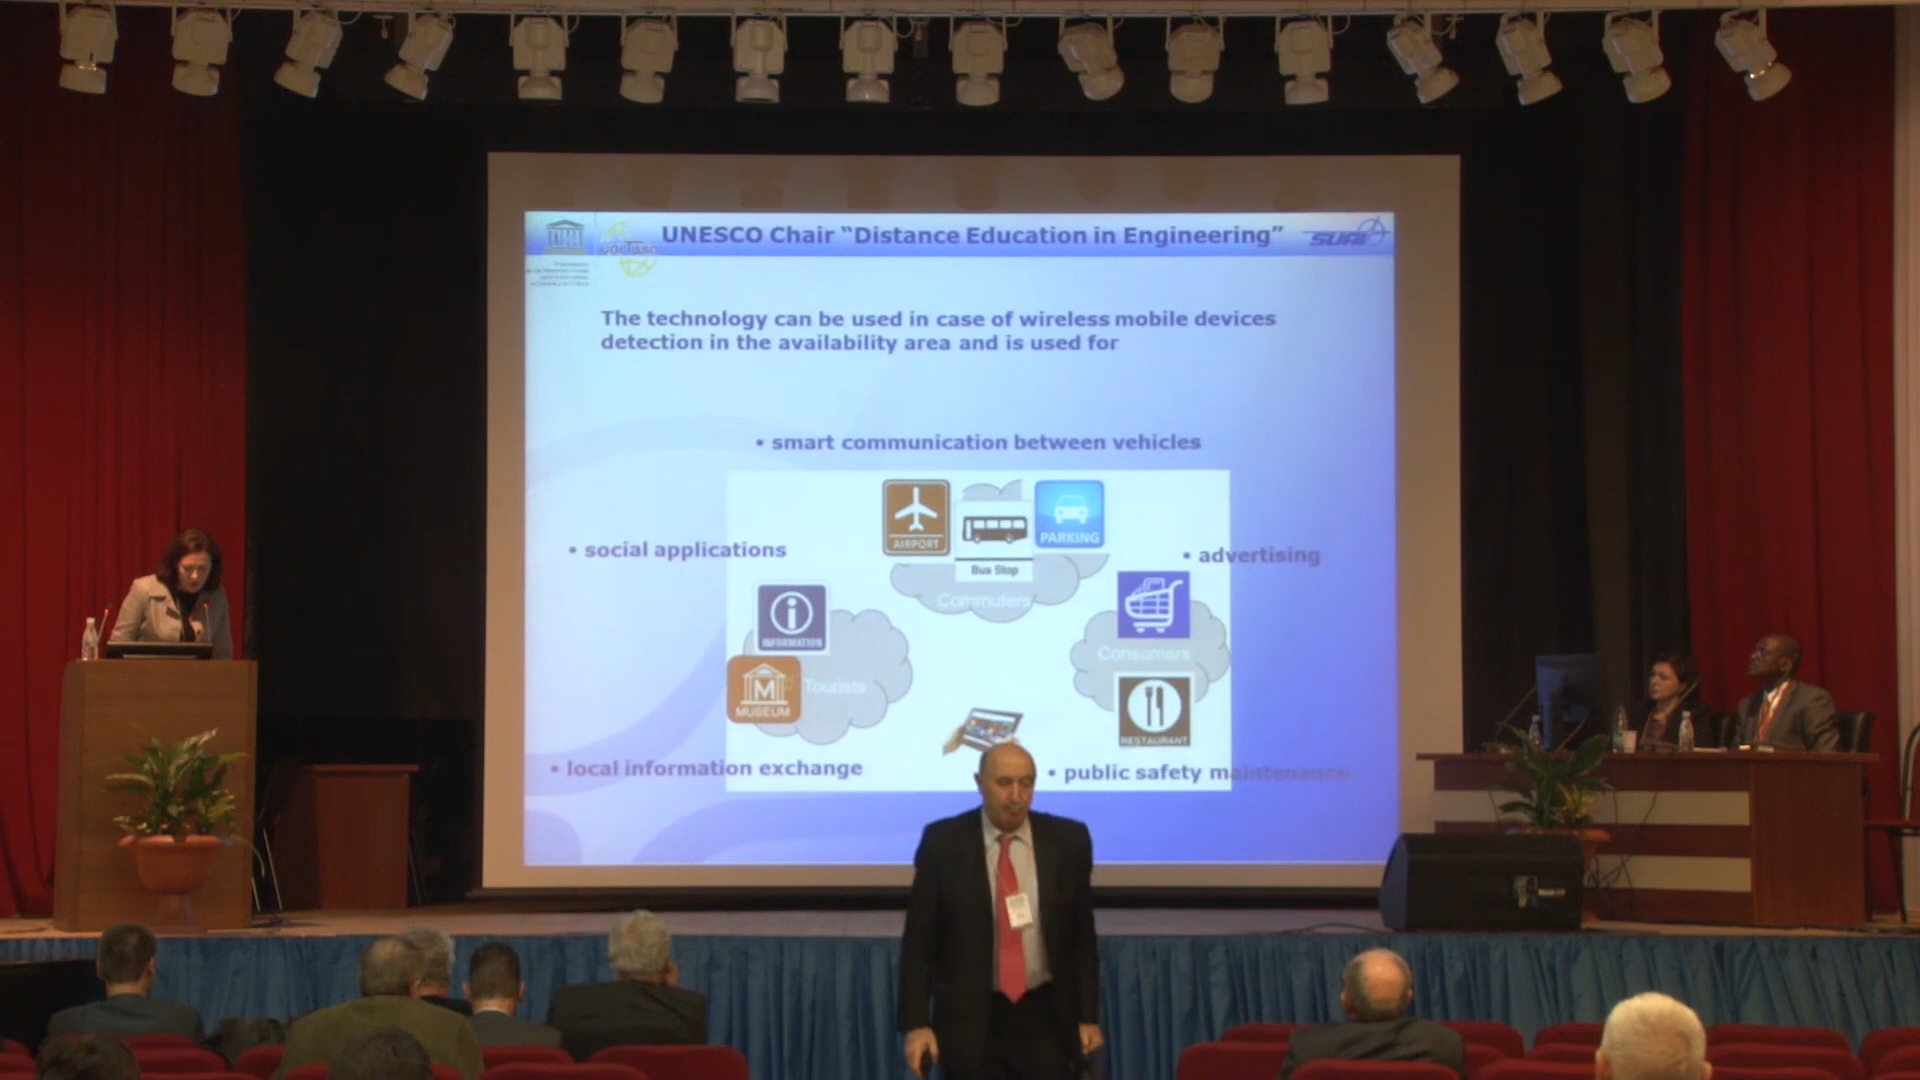 UNESCO
UNESCO Chair “Distance Education in Engineering”
The technology can be used in case of wireless mobile devices
detection in the availability area and is used for
• smart communication between vehicles
AIRPORT
PARKING
Bus Stop
• social applications
• advertising
Commuters
INFORMATION
Consumers
Tourists
MUSEUM
RESTAURANT
• local information exchange
• public safety maintenance